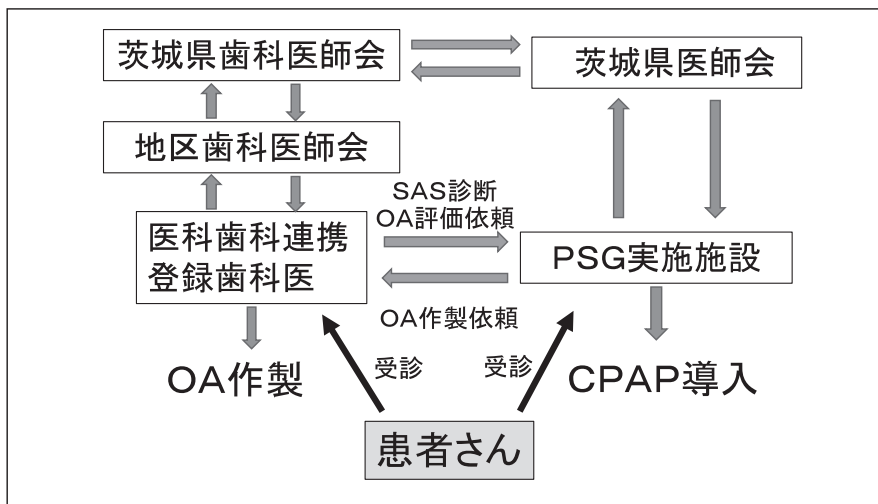 茨城県歯科医師会
茨城県医師会
地区歯科医師会
SAS診断
OA評価依頼
医科歯科連携
登録歯科医
PSG実施施設
OA作製依頼
受診
受診
OA作製
CPAP導入
患者さん